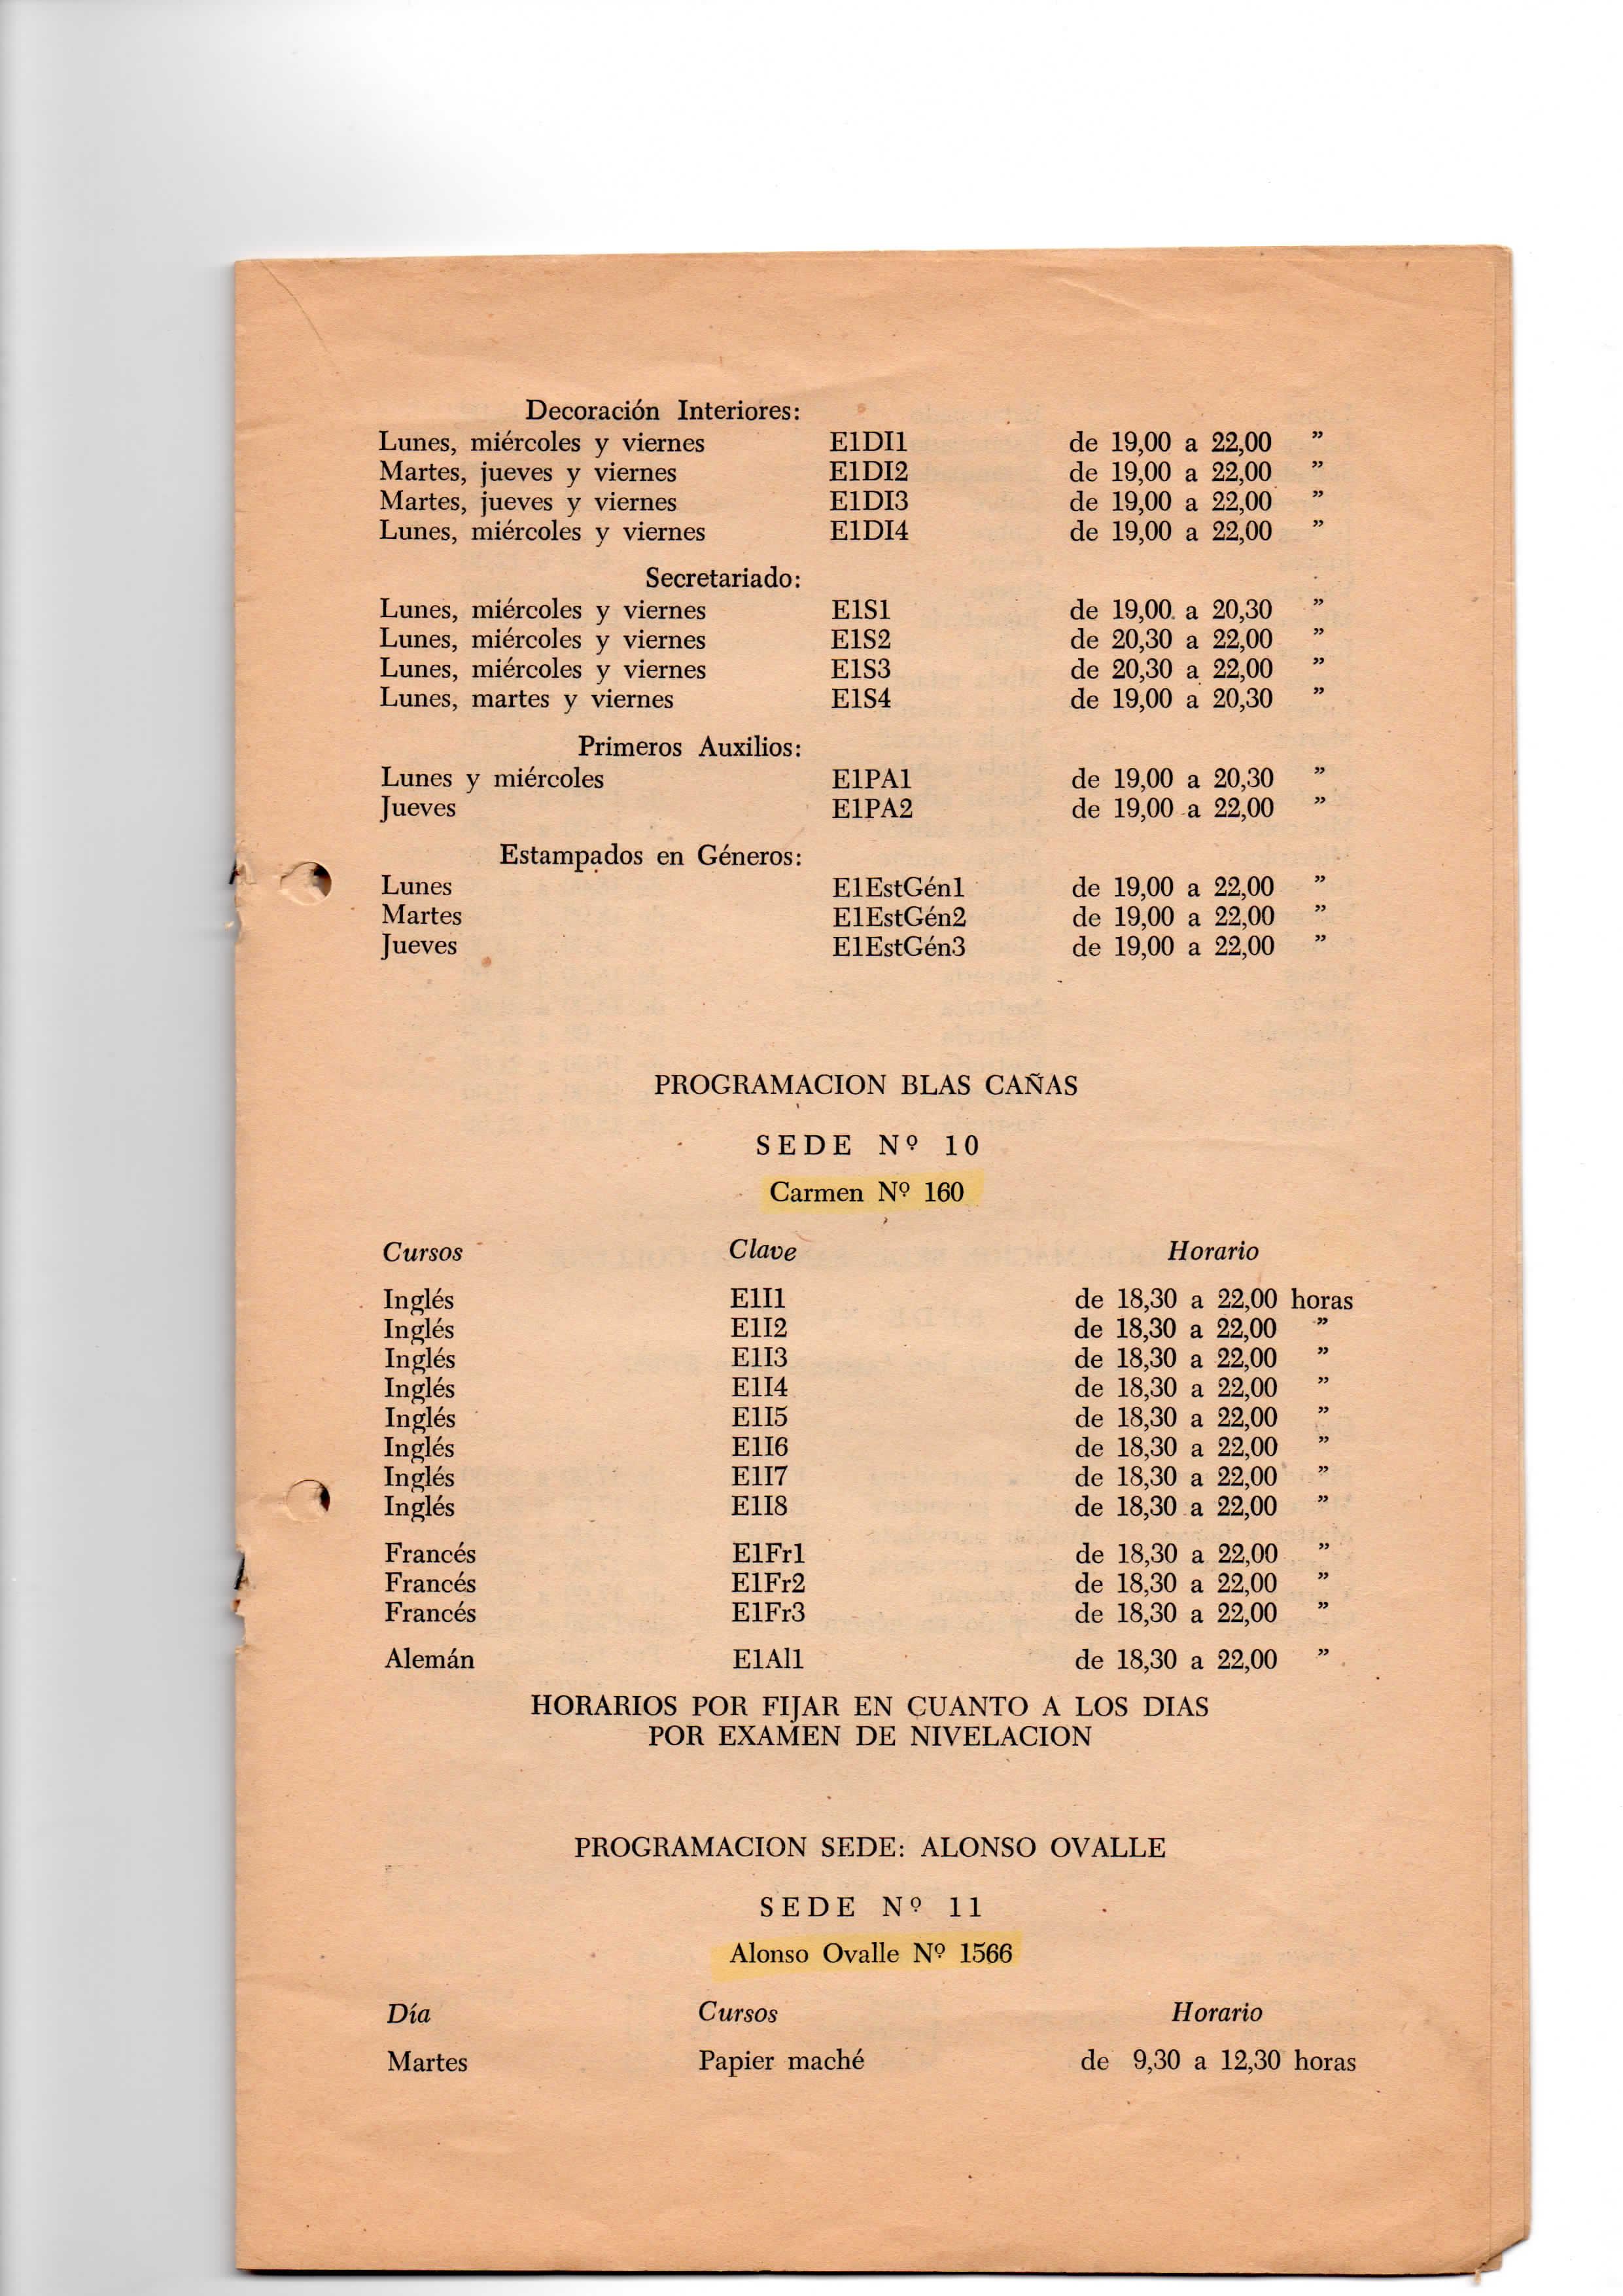 Decoración Interiores:
Lunes, miércoles y viernes E1DI1 de 19,00 a 22,00 ”
Martes, jueves y viernes E1DI2 de 19,00 a 22,00 ”
Martes, jueves y viernes E1DI3 de 19,00 a 22,00 ”
Lunes, miércoles y viernes E1DI4 de 19,00 a 22,00 ”
Secretariado:
Lunes, miércoles y viernes E1S1 de 19,00 a 20,30 ”
Lunes, miércoles y viernes E1S2 de 20,30 a 22,00 ”
Lunes, miércoles y viernes E1S3 de 20,30 a 22,00 ”
Lunes, martes y viernes E1S4 de 19,00 a 20,30 ”
Primeros Auxilios:
Lunes y miércoles E1PA1 de 19,00 a 20,30 ”
Jueves E1PA2 de 19,00 a 22,00 ”
Estampados en Géneros:
Lunes E1EstGén1 de 19,00 a 22,00 ”
Martes E1EstGén2 de 19,00 a 22,00 ”
Jueves E1EstGén3 de 19,00 a 22,00 ”
PROGRAMACION BLAS CAÑAS
SEDE Nº 10
Carmen Nº 160
Cursos Clave Horario
Inglés E1I1 de 18,30 a 22,00 horas
Inglés E1I2 de 18,30 a 22,00 ”
Inglés E1I3 de 18,30 a 22,00 ”
Inglés E1I4 de 18,30 a 22,00 ”
Inglés E1I5 de 18,30 a 22,00 ”
Inglés E1I6 de 18,30 a 22,00 ”
Inglés E1I7 de 18,30 a 22,00 ”
Inglés E1I8 de 18,30 a 22,00 ”
Francés E1Fr1 de 18,30 a 22,00 ”
Francés E1Fr2 de 18,30 a 22,00 ”
Francés E1Fr3 de 18,30 a 22,00 ”
Alemán E1Al1 de 18,30 a 22,00 ”
HORARIOS POR FIJAR EN CUANTO A LOS DIAS
POR EXAMEN DE NIVELACION
PROGRAMACION SEDE: ALONSO OVALLE
SEDE Nº 11
Alonso Ovalle Nº 1566
Día Cursos Horario
Martes Papier maché de 9,30 a 12,30 horas